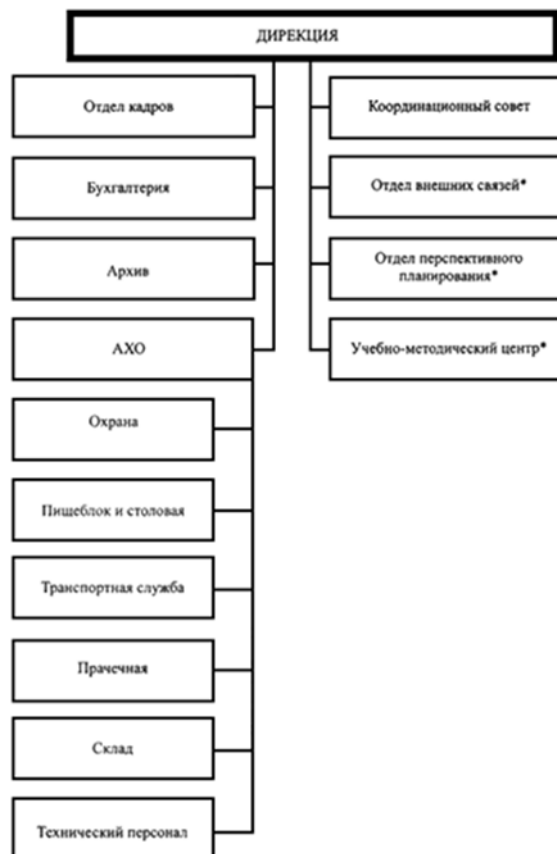 ДИРЕКЦИЯ
Отдел кадров
Бухгалтерия
Архив
АХО
Охрана
Пищеблок и столовая
Транспортная служба
Прачечная
Склад
Технический персонал
Координационный совет
Отдел внешних связей*
Отдел перспективного
планирования*
Учебно-методический центр*